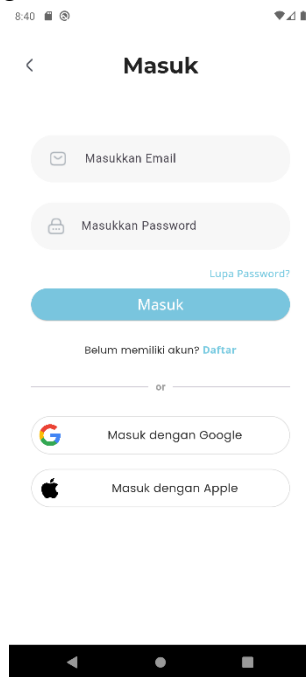 8:40
Masuk
Masukkan Email
Masukkan Password
Lupa Password?
Masuk
Belum memiliki akun? Daftar
or
Masuk dengan Google
Masuk dengan Apple